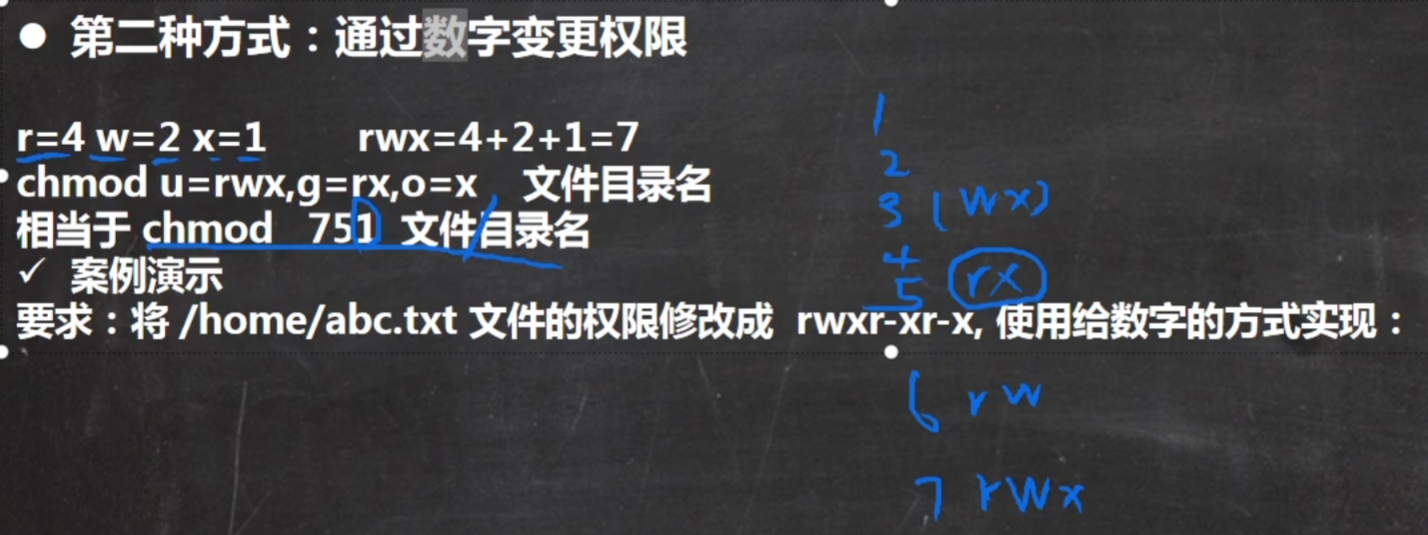 ● 第二种方式：通过数字变更权限
r=4 w=2 x=1 rwx=4+2+1=7
chmod u=rwx,g=rx,o=x 文件目录名
相当于 chmod 751 文件目录名
✓ 案例演示
要求：将 /home/abc.txt 文件的权限修改成 rwxr-xr-x, 使用给数字的方式实现：
1
2
3 (wx)
4
5 rx
6 rw
7 rwx